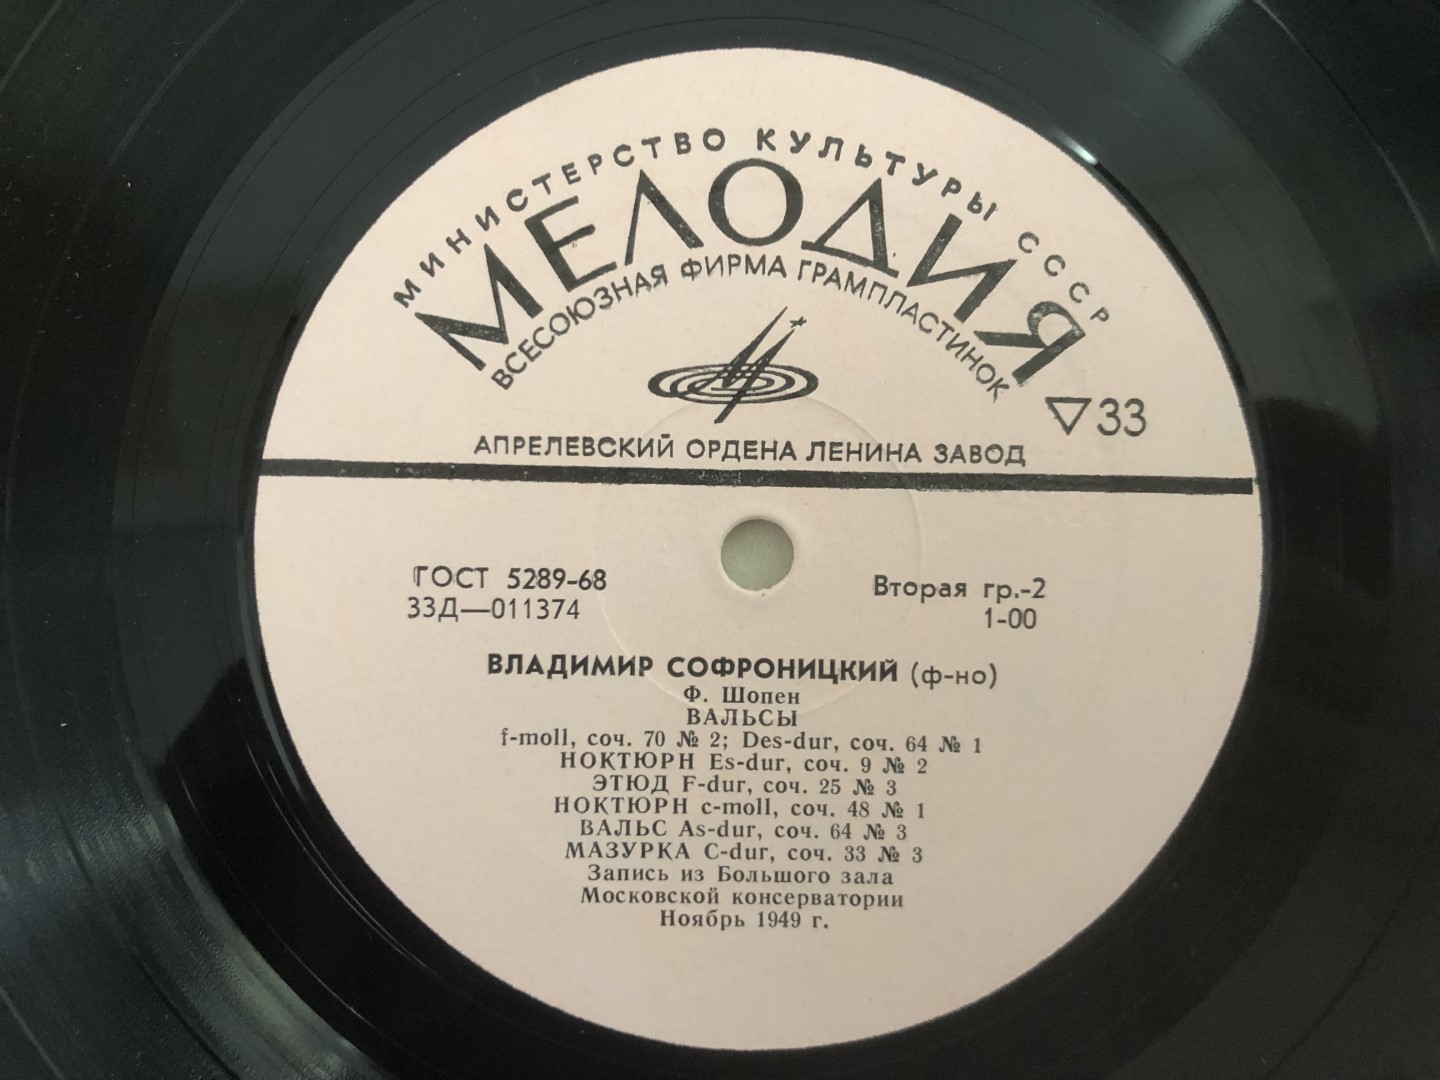 МИНИСТЕРСТВО КУЛЬТУРЫ СССР
МЕЛОДИЯ
ВСЕСОЮЗНАЯ ФИРМА ГРАМПЛАСТИНОК
▽33
АПРЕЛЕВСКИЙ ОРДЕНА ЛЕНИНА ЗАВОД
ГОСТ 5289-68
33Д—011374
Вторая гр.-2
1-00
ВЛАДИМИР СОФРОНИЦКИЙ (ф-но)
Ф. Шопен
ВАЛЬСЫ
f-moll, соч. 70 № 2; Des-dur, соч. 64 № 1
НОКТЮРН Es-dur, соч. 9 № 2
ЭТЮД F-dur, соч. 25 № 3
НОКТЮРН c-moll, соч. 48 № 1
ВАЛЬС As-dur, соч. 64 № 3
МАЗУРКА C-dur, соч. 33 № 3
Запись из Большого зала
Московской консерватории
Ноябрь 1949 г.